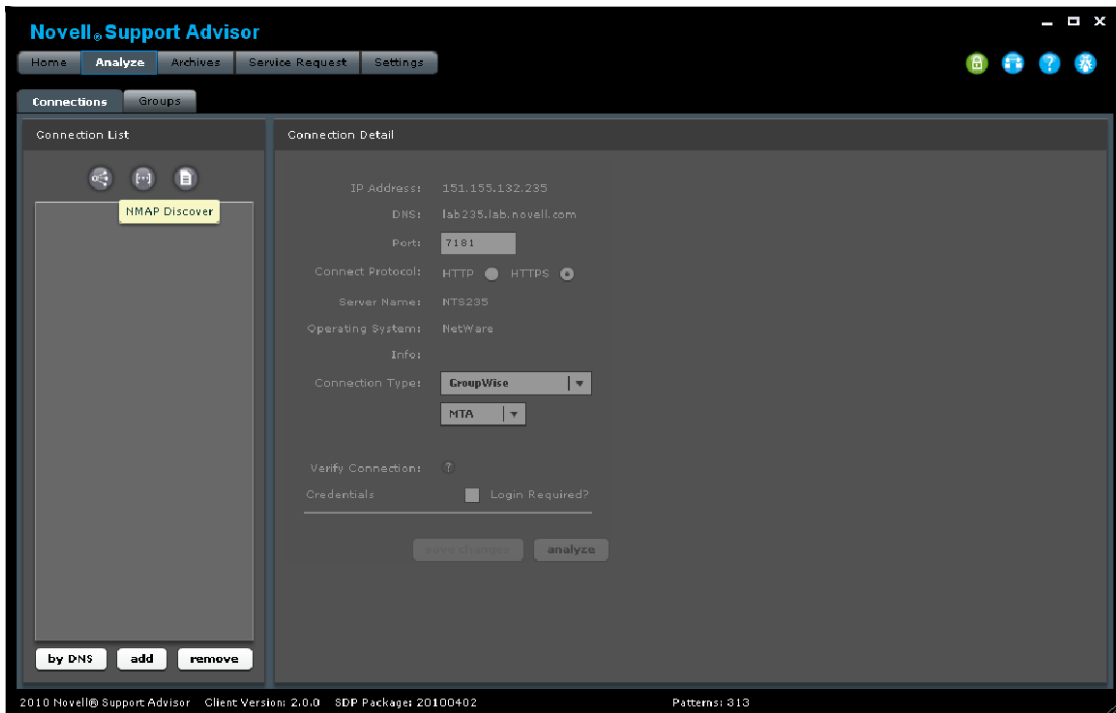 Novell® Support Advisor
Home Analyze Archives Service Request Settings
Connections Groups
Connection List
NMAP Discover
by DNS add remove
Connection Detail
IP Address: 151.155.132.235
DNS: lab235.lab.novell.com
Port: 7181
Connect Protocol: HTTP HTTPS
Server Name: NTS235
Operating System: NetWare
Info:
Connection Type: GroupWise
MTA
Verify Connection: ?
Credentials Login Required?
save changes analyze
2010 Novell® Support Advisor Client Version: 2.0.0 SDP Package: 20100402 Patterns: 313